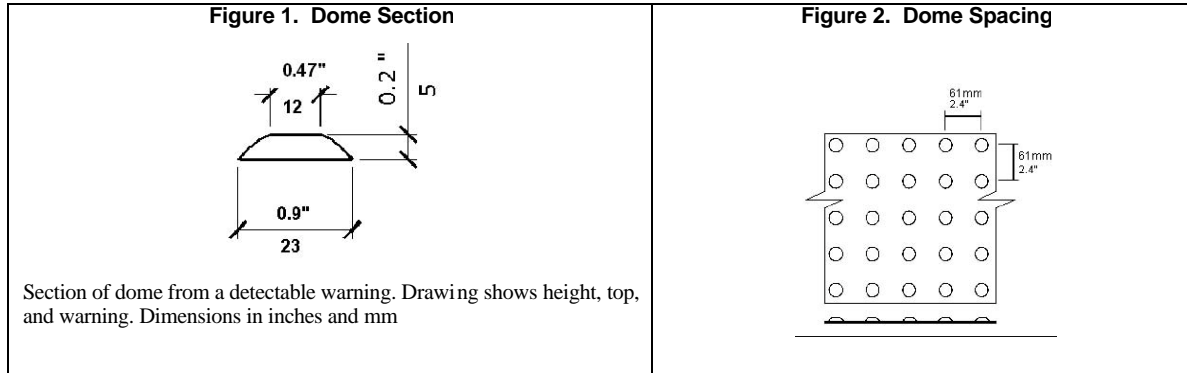 Figure 1.  Dome Section
0.47"
12
0.2"
5
0.9"
23
Section of dome from a detectable warning. Drawing shows height, top,
and warning. Dimensions in inches and mm
Figure 2.  Dome Spacing
61mm
2.4"
61mm
2.4"